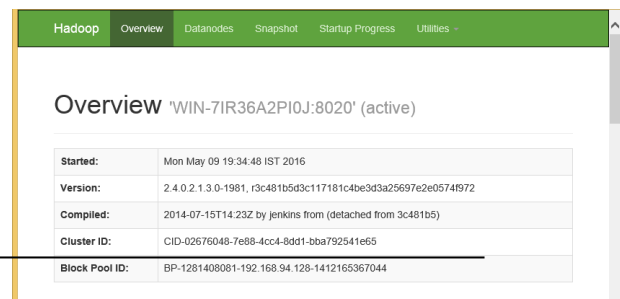 Hadoop Overview Datanodes Snapshot Startup Progress Utilities
Overview 'WIN-7IR36A2PI0J:8020' (active)
Started: Mon May 09 19:34:48 IST 2016
Version: 2.4.0.2.1.3.0-1981, r3c481b5d3c117181c4be3d3a25697e2e0574f972
Compiled: 2014-07-15T14:23Z by jenkins from (detached from 3c481b5)
Cluster ID: CID-02676048-7e88-4cc4-8dd1-bba792541e65
Block Pool ID: BP-1281408081-192.168.94.128-1412165367044